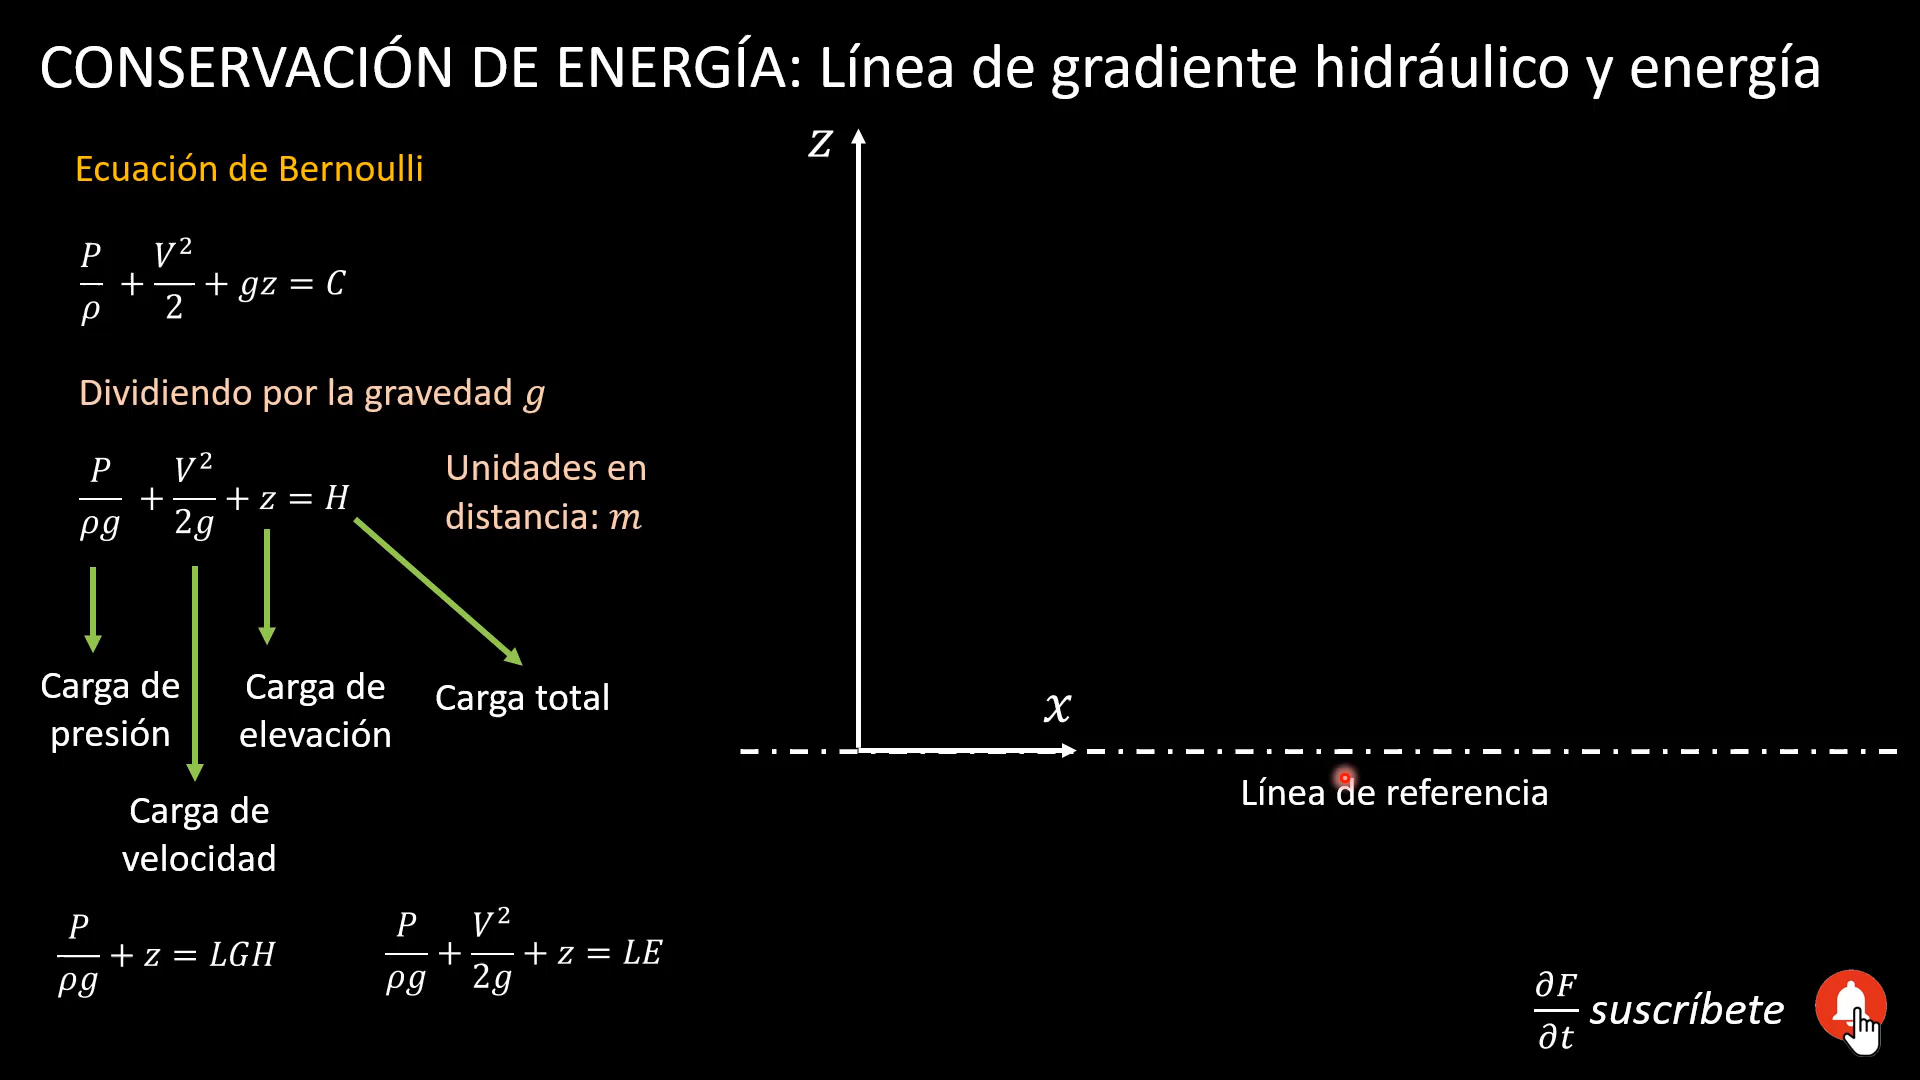 CONSERVACIÓN DE ENERGÍA: Línea de gradiente hidráulico y energía
Ecuación de Bernoulli
P/ρ + V²/2 + gz = C
Dividiendo por la gravedad g
P/ρg + V²/2g + z = H
Unidades en
distancia: m
Carga de
presión
Carga de
elevación
Carga total
Carga de
velocidad
P/ρg + z = LGH
P/ρg + V²/2g + z = LE
z
x
Línea de referencia
∂F/∂t suscríbete